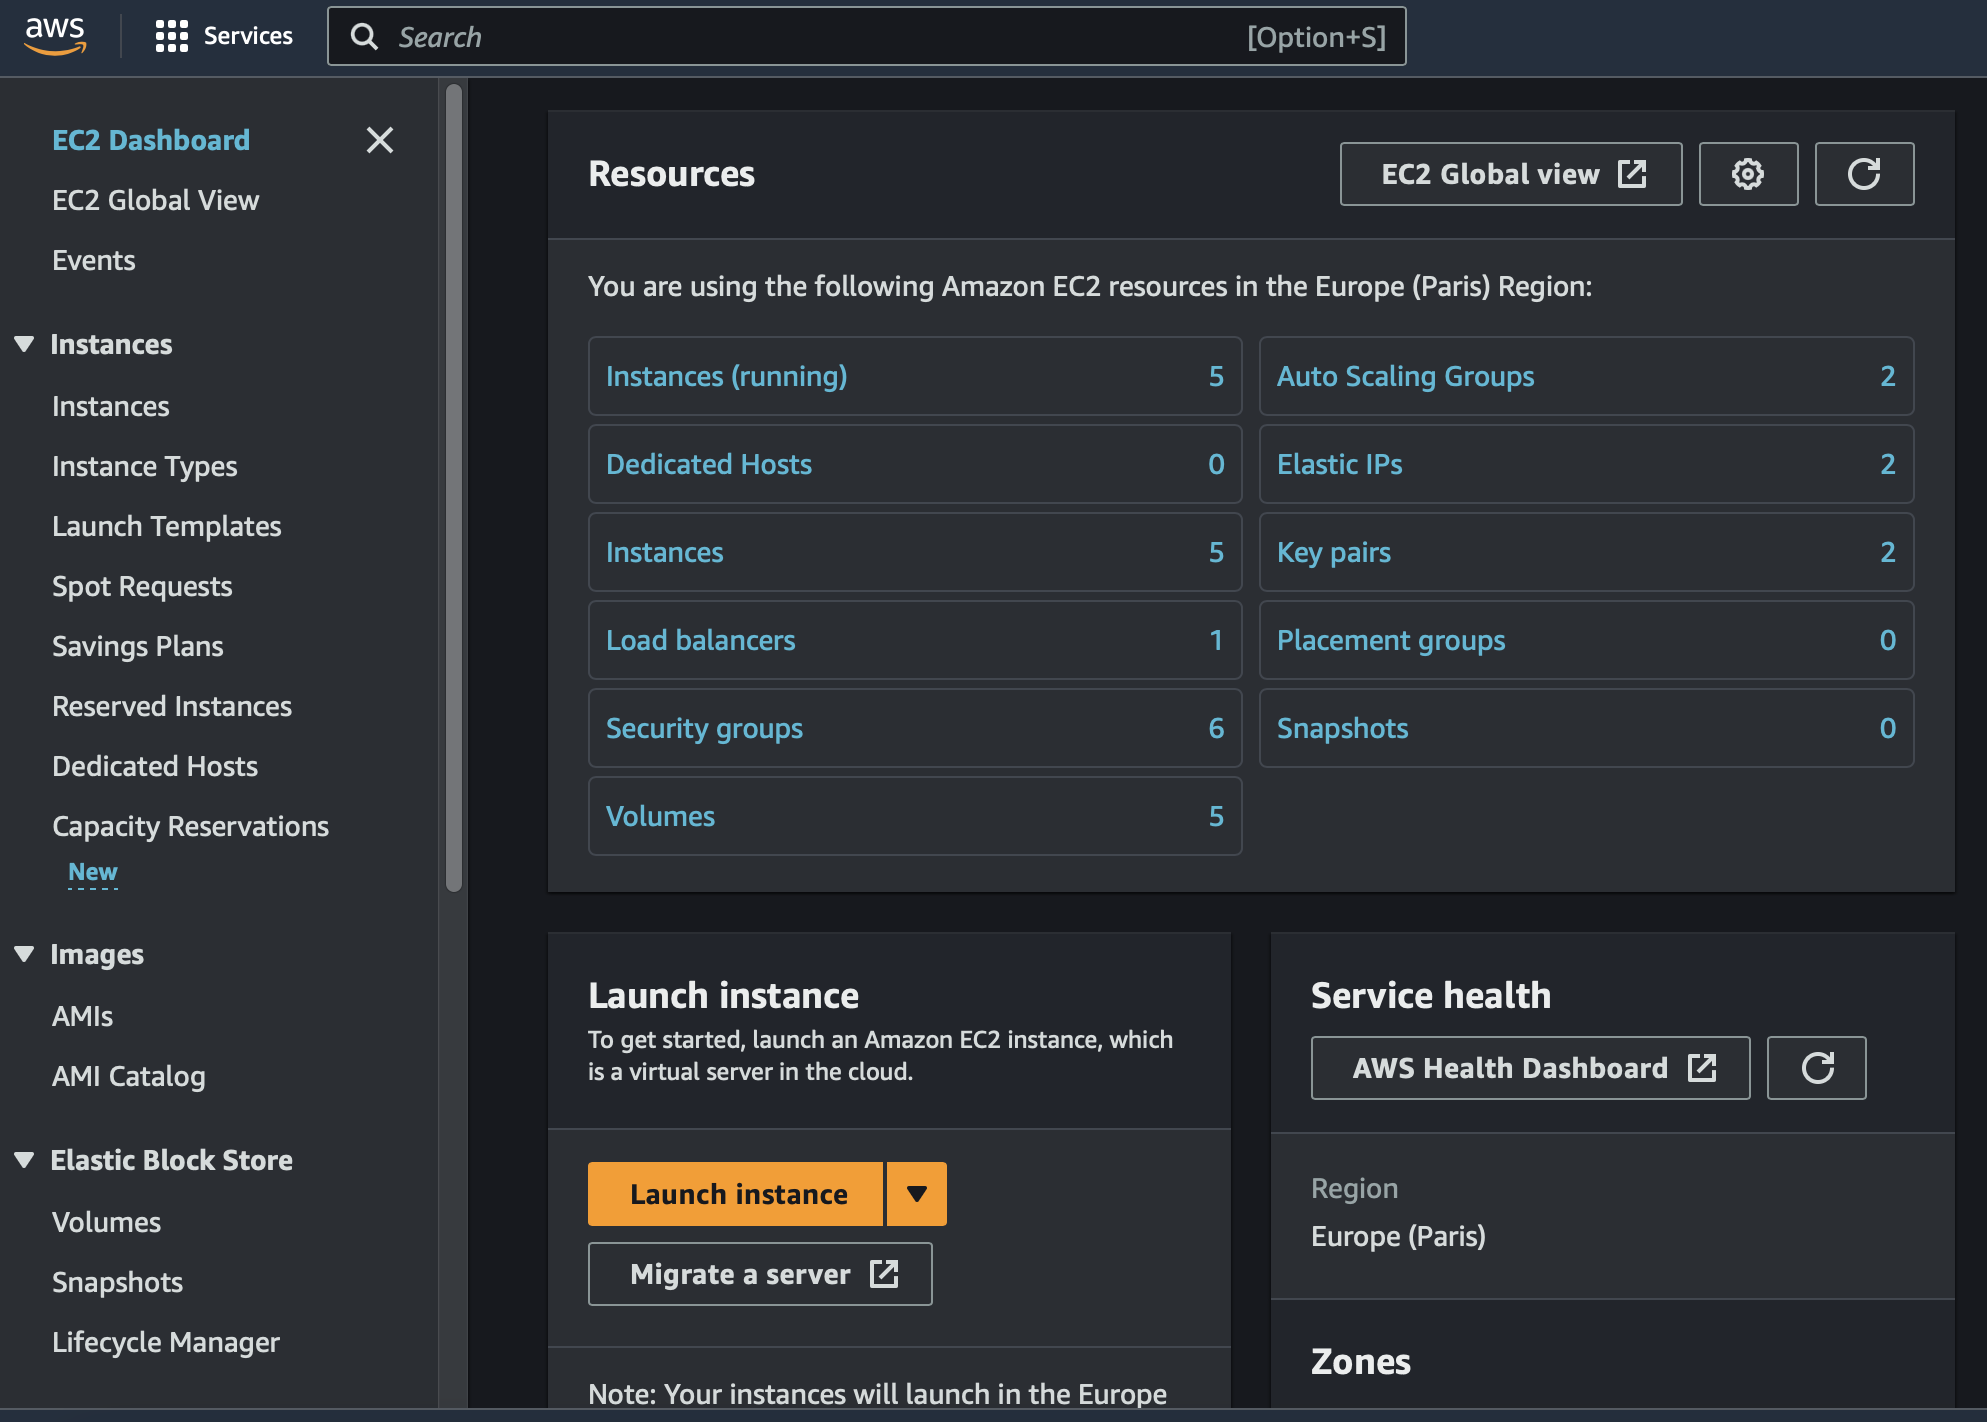 aws
Services
Search
[Option+S]
EC2 Dashboard
EC2 Global View
Events
Instances
Instances
Instance Types
Launch Templates
Spot Requests
Savings Plans
Reserved Instances
Dedicated Hosts
Capacity Reservations
New
Images
AMIs
AMI Catalog
Elastic Block Store
Volumes
Snapshots
Lifecycle Manager
Resources
EC2 Global view
You are using the following Amazon EC2 resources in the Europe (Paris) Region:
Instances (running) 5
Auto Scaling Groups 2
Dedicated Hosts 0
Elastic IPs 2
Instances 5
Key pairs 2
Load balancers 1
Placement groups 0
Security groups 6
Snapshots 0
Volumes 5
Launch instance
To get started, launch an Amazon EC2 instance, which
is a virtual server in the cloud.
Launch instance
Migrate a server
Note: Your instances will launch in the Europe
Service health
AWS Health Dashboard
Region
Europe (Paris)
Zones